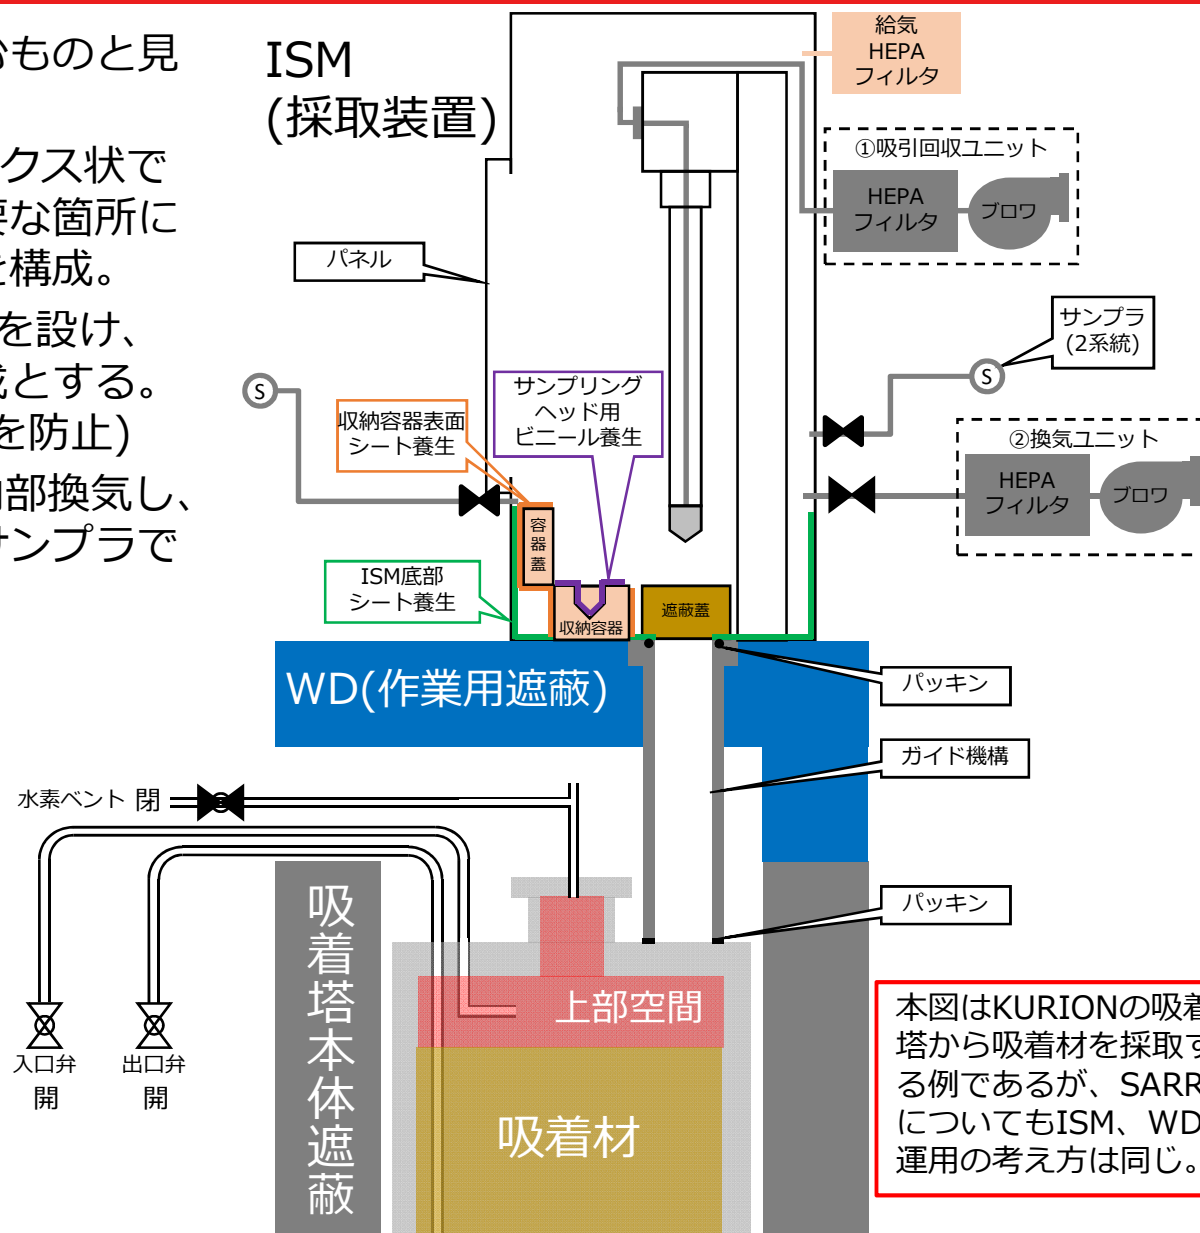 むものと見
クス状で
要な箇所に
を構成。
を設け、
成とする。
を防止)
内部換気し、
サンプラで
ISM
(採取装置)
給気
HEPA
フィルタ
①吸引回収ユニット
HEPA
フィルタ
ブロワ
パネル
サンプラ
(2系統)
S
S
サンプリング
ヘッド用
ビニール養生
収納容器表面
シート養生
②換気ユニット
HEPA
フィルタ
ブロワ
容
器
蓋
ISM底部
シート養生
収納容器
遮蔽蓋
WD(作業用遮蔽)
パッキン
ガイド機構
水素ベント 閉
パッキン
吸
着
塔
本
体
遮
蔽
上部空間
吸着材
入口弁
開
出口弁
開
本図はKURIONの吸着
塔から吸着材を採取す
る例であるが、SARR
についてもISM、WD
運用の考え方は同じ。